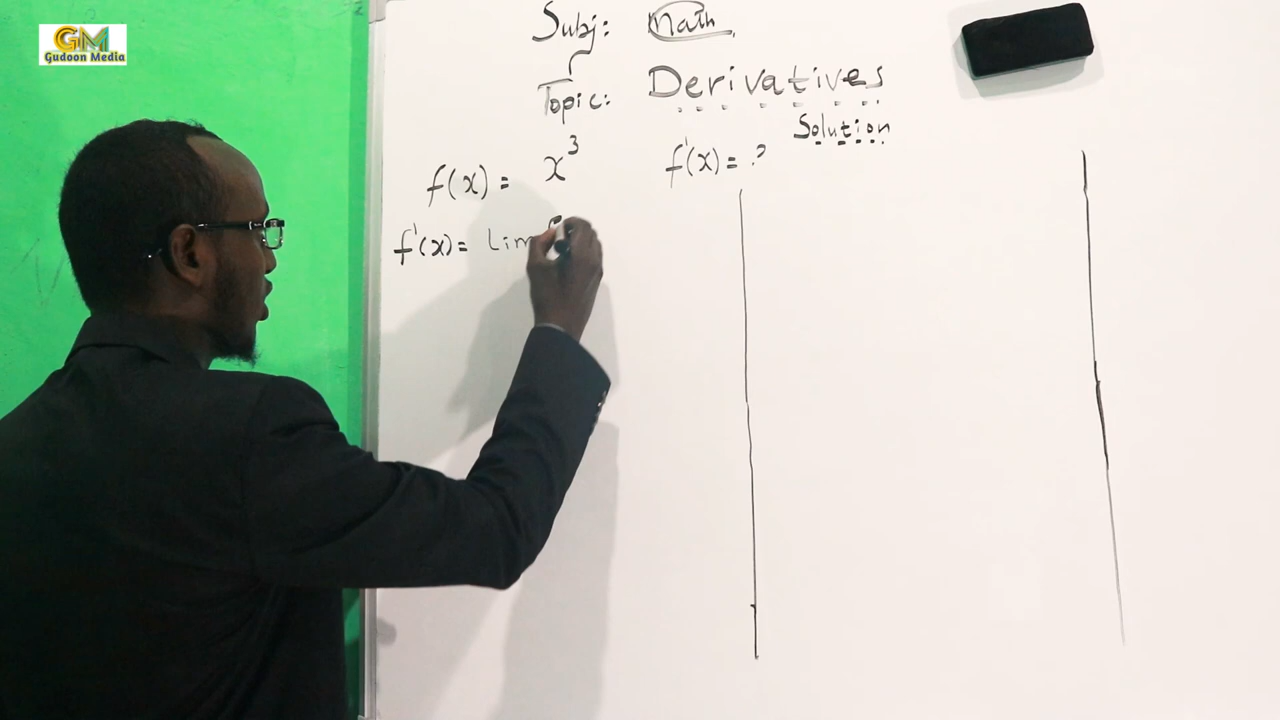 GM
Gudoon Media
Subj: Math
Topic: Derivatives
Solution
f(x) = x³ f'(x) = ?
f'(x) = Lim